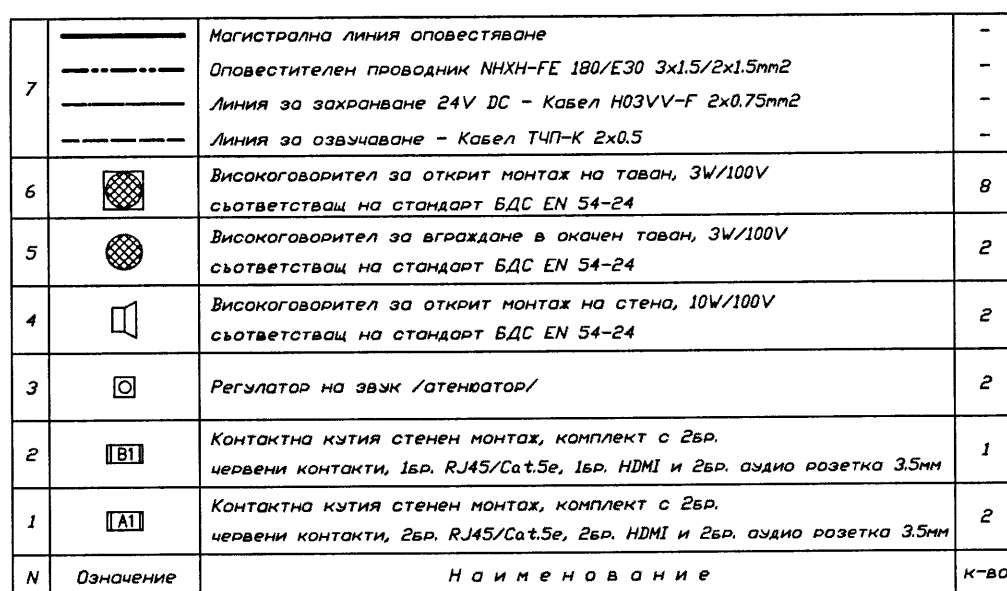 7
Магистрална линия оповестяване -
Оповестителен проводник NHXH-FE 180/E30 3x1.5/2x1.5mm2 -
Линия за захранване 24V DC - Кабел H03VV-F 2x0.75mm2 -
Линия за озвучаване - Кабел ТЧП-К 2x0.5 -
6 Високоговорител за открит монтаж на таван, 3W/100V 8
съответстващ на стандарт БДС EN 54-24
5 Високоговорител за вграждане в окачен таван, 3W/100V 2
съответстващ на стандарт БДС EN 54-24
4 Високоговорител за открит монтаж на стена, 10W/100V 2
съответстващ на стандарт БДС EN 54-24
3 Регулатор на звук /атенюатор/ 2
2 B1 Контактна кутия стенен монтаж, комплект с 2бр. 1
червени контакти, 1бр. RJ45/Cat.5e, 1бр. HDMI и 2бр. аудио розетка 3.5мм
1 A1 Контактна кутия стенен монтаж, комплект с 2бр. 2
червени контакти, 2бр. RJ45/Cat.5e, 2бр. HDMI и 2бр. аудио розетка 3.5мм
N Означение Наименование к-во